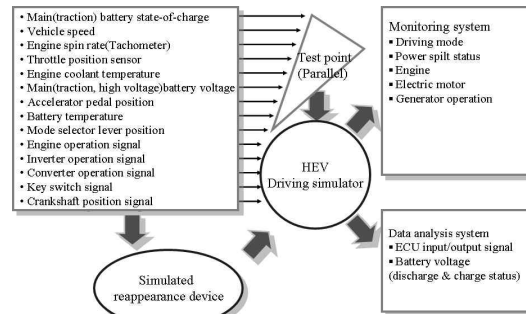 ▪ Main(traction) battery state-of-charge
▪ Vehicle speed
▪ Engine spin rate(Tachometer)
▪ Throttle position sensor
▪ Engine coolant temperature
▪ Main(traction, high voltage)battery voltage
▪ Accelerator pedal position
▪ Battery temperature
▪ Mode selector lever position
▪ Engine operation signal
▪ Inverter operation signal
▪ Converter operation signal
▪ Key switch signal
▪ Crankshaft position signal
Test point
(Parallel)
HEV
Driving simulator
Simulated
reappearance device
Monitoring system
▪ Driving mode
▪ Power spilt status
▪ Engine
▪ Electric motor
▪ Generator operation
Data analysis system
▪ ECU input/output signal
▪ Battery voltage
(discharge & charge status)